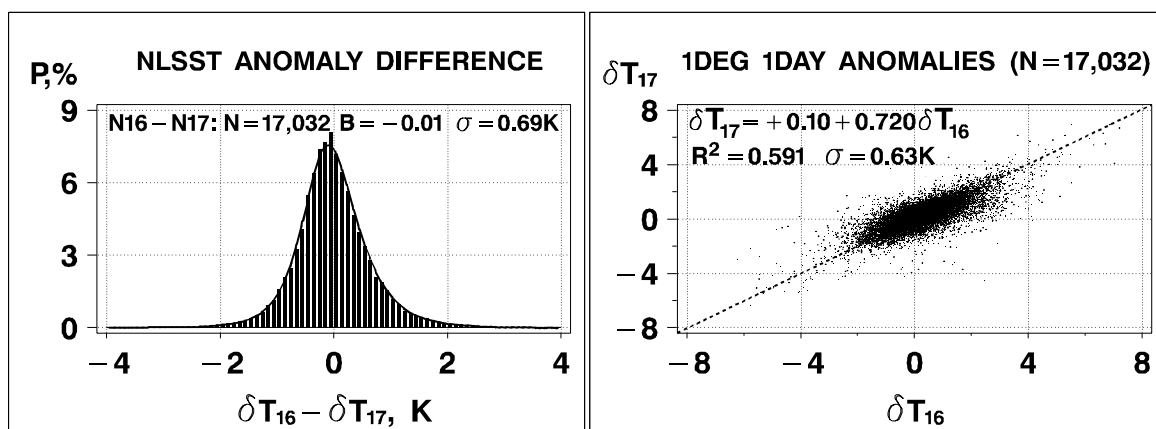 NLSST ANOMALY DIFFERENCE
P,%
N16−N17: N=17,032 B=−0.01 σ=0.69K
9
6
3
0
−4 −2 0 2 4
δT₁₆−δT₁₇, K
1DEG 1DAY ANOMALIES (N=17,032)
δT₁₇
δT₁₇=+0.10+0.720δT₁₆
R²=0.591 σ=0.63K
8
4
0
−4
−8
−8 −4 0 4 8
δT₁₆